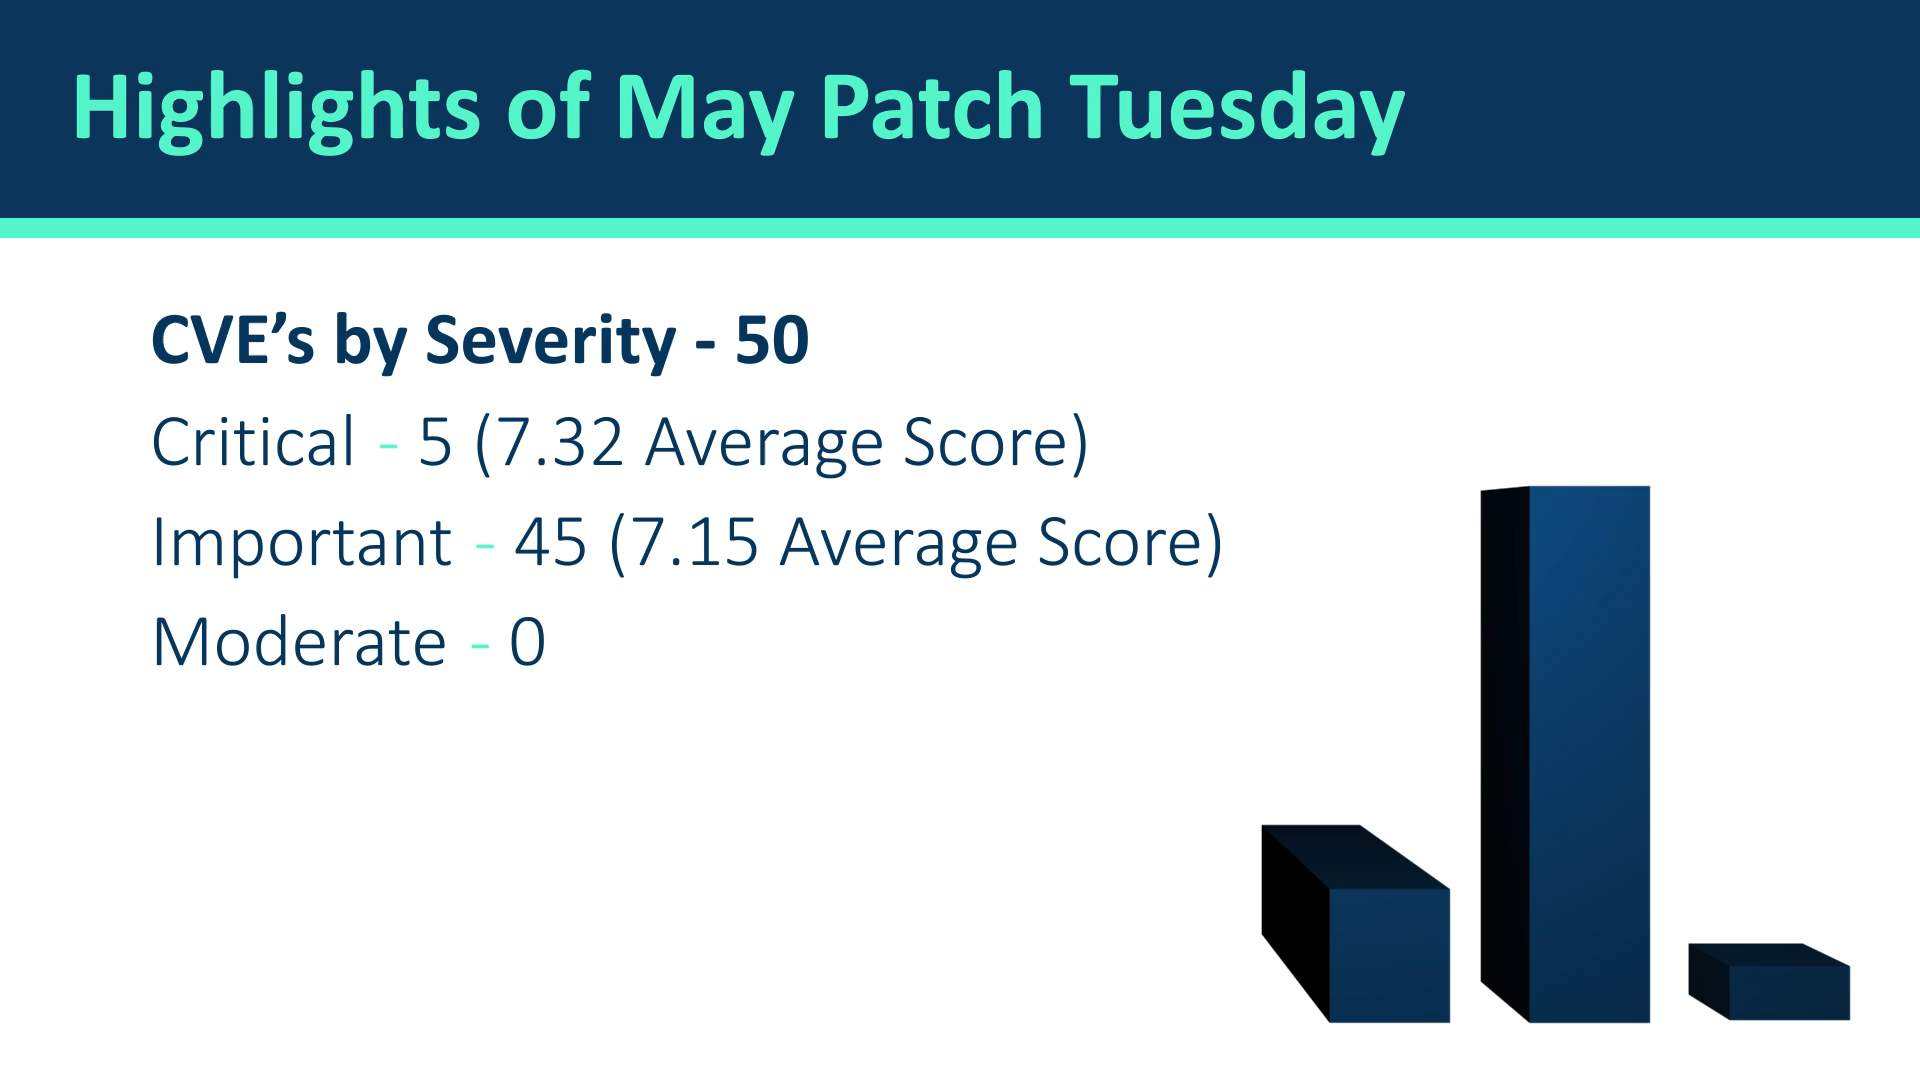 Highlights of May Patch Tuesday
CVE’s by Severity - 50
Critical - 5 (7.32 Average Score)
Important - 45 (7.15 Average Score)
Moderate - 0